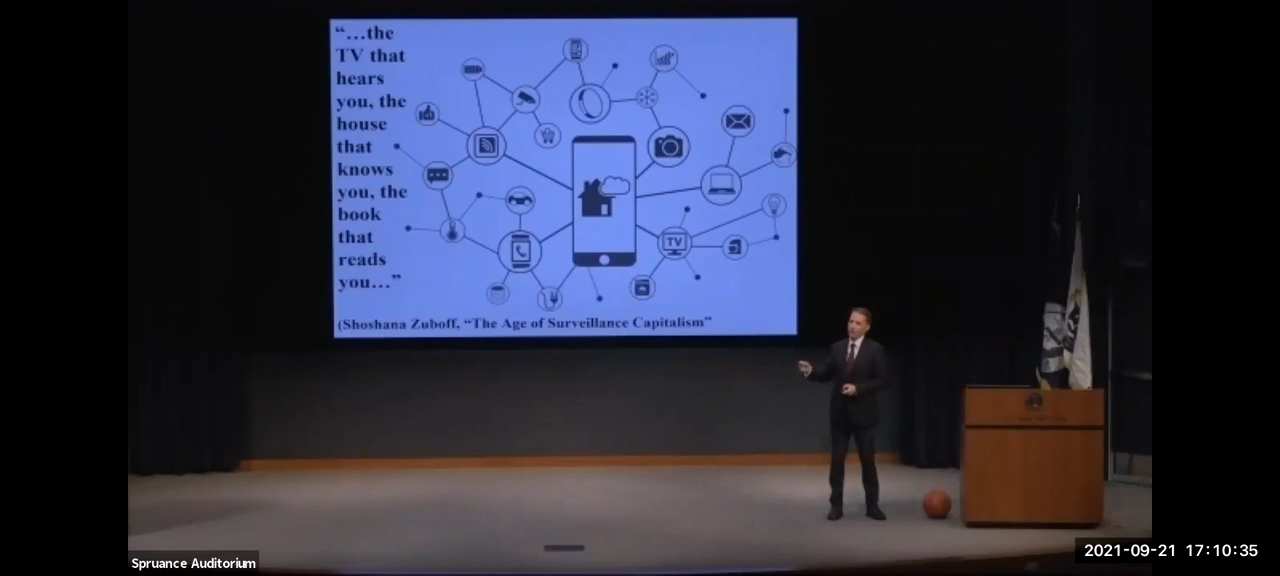 “...the
TV that
hears
you, the
house
that
knows
you, the
book
that
reads
you...”
TV
(Shoshana Zuboff, “The Age of Surveillance Capitalism”
Spruance Auditorium
2021-09-21 17:10:35